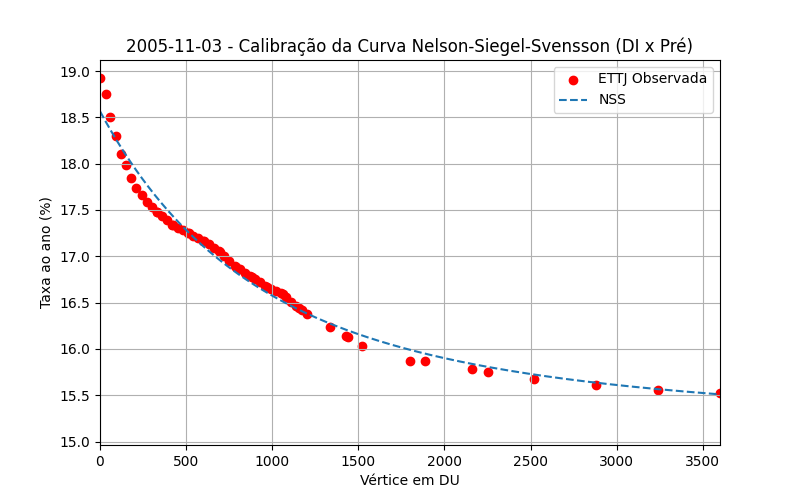 2005-11-03 - Calibração da Curva Nelson-Siegel-Svensson (DI x Pré)
ETTJ Observada
NSS
Taxa ao ano (%)
19.0
18.5
18.0
17.5
17.0
16.5
16.0
15.5
15.0
0 500 1000 1500 2000 2500 3000 3500
Vértice em DU